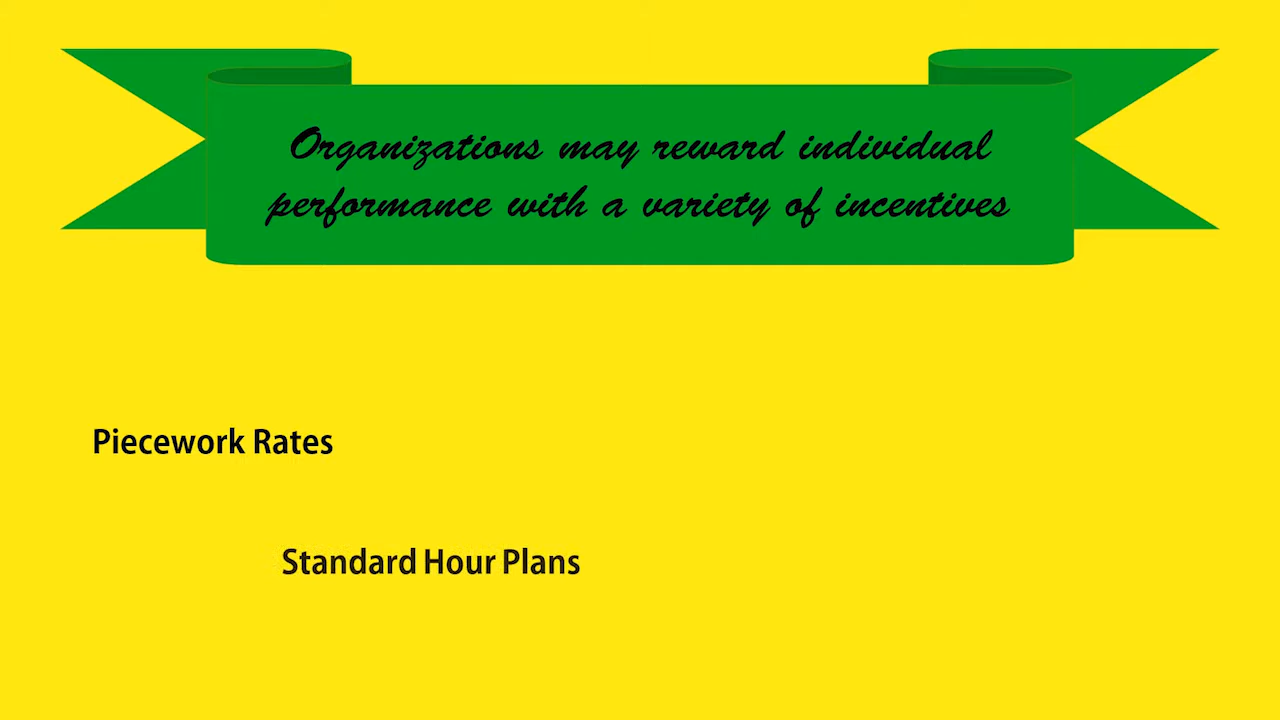 Organizations may reward individual
performance with a variety of incentives
Piecework Rates
Standard Hour Plans